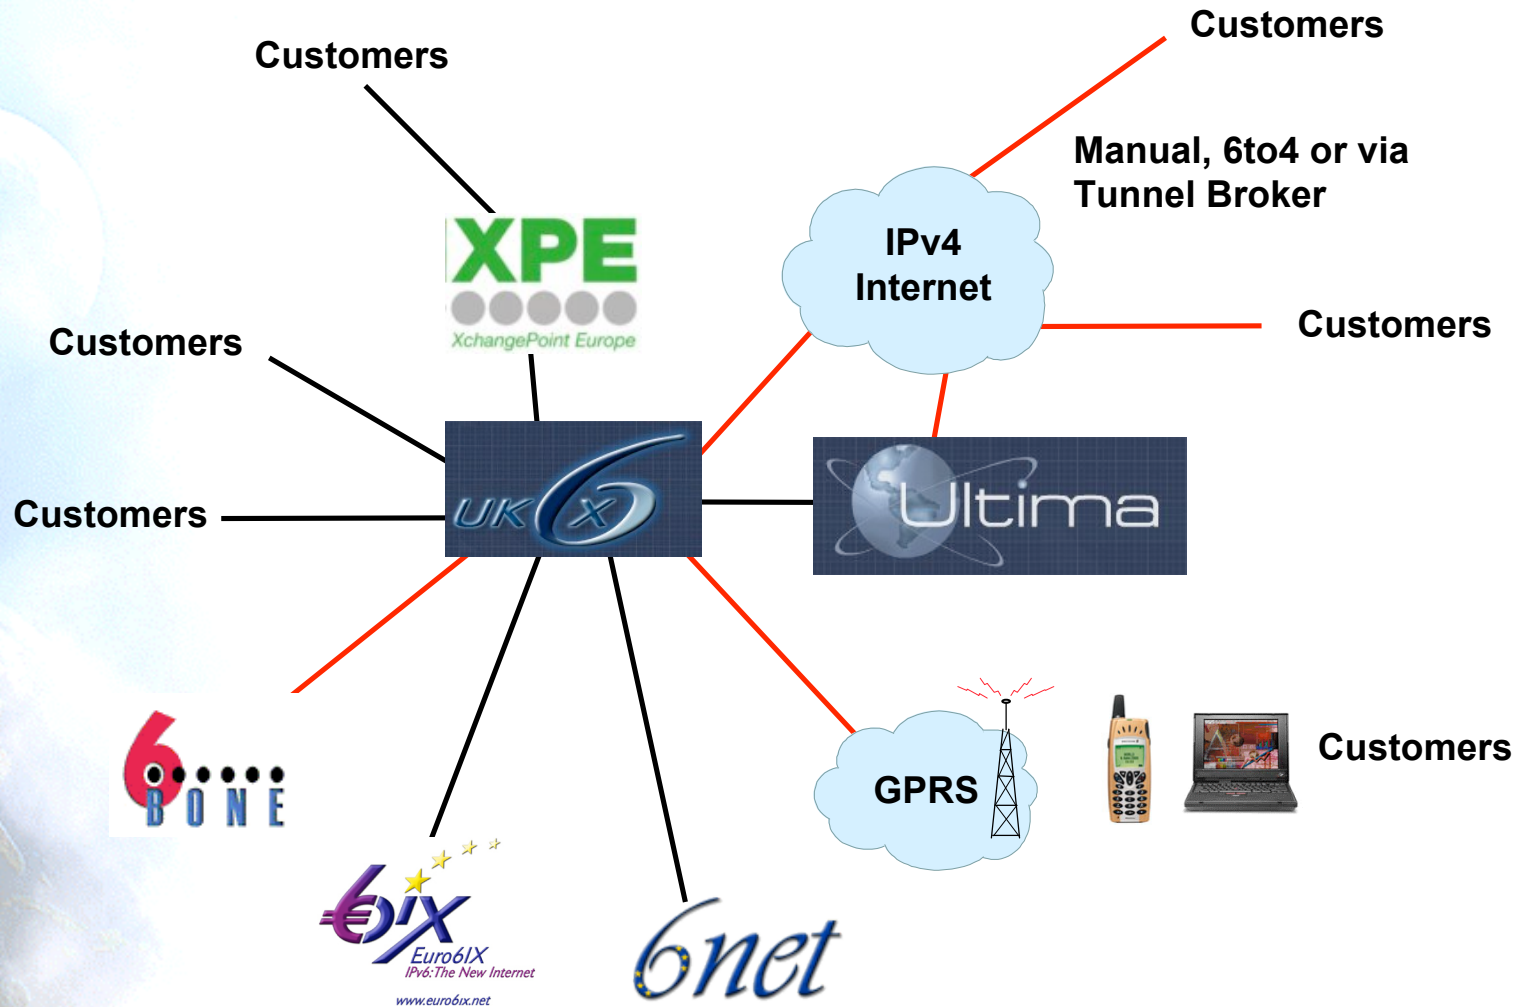 Customers
Customers
Manual, 6to4 or via
Tunnel Broker
XPE
XchangePoint Europe
IPv4
Internet
Customers
Customers
UK6x
Ultima
Customers
6BONE
GPRS
Customers
€6IX
Euro6IX
IPv6:The New Internet
www.euro6ix.net
6net